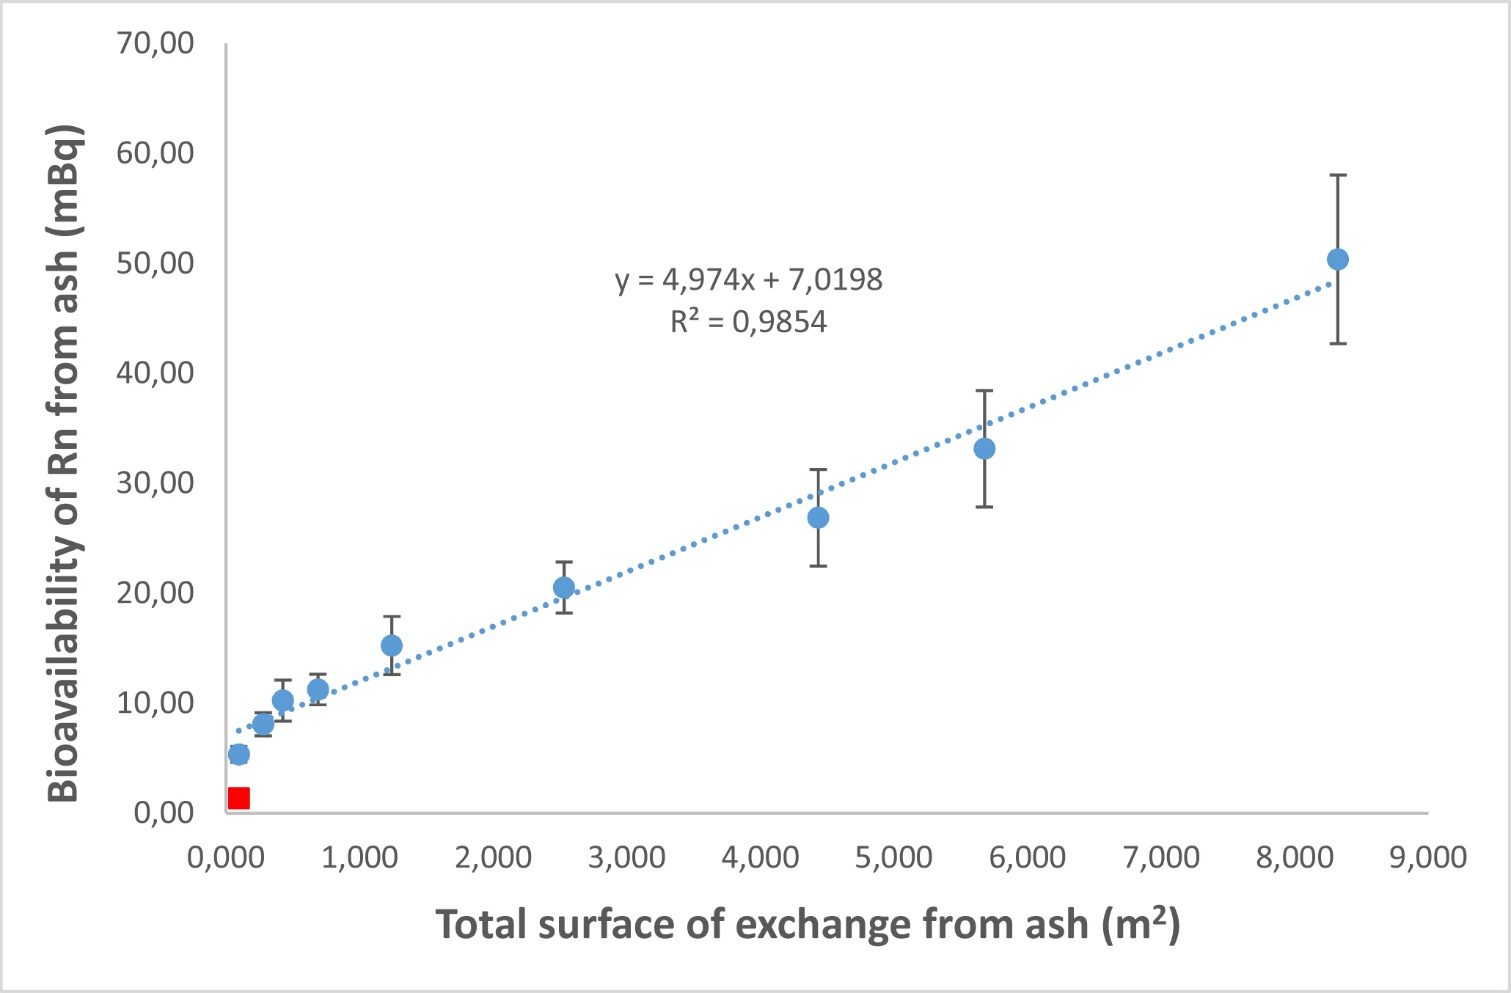 70,00
60,00
50,00
40,00
30,00
20,00
10,00
0,00
Bioavailability of Rn from ash (mBq)
y = 4,974x + 7,0198
R² = 0,9854
0,000 1,000 2,000 3,000 4,000 5,000 6,000 7,000 8,000 9,000
Total surface of exchange from ash (m²)